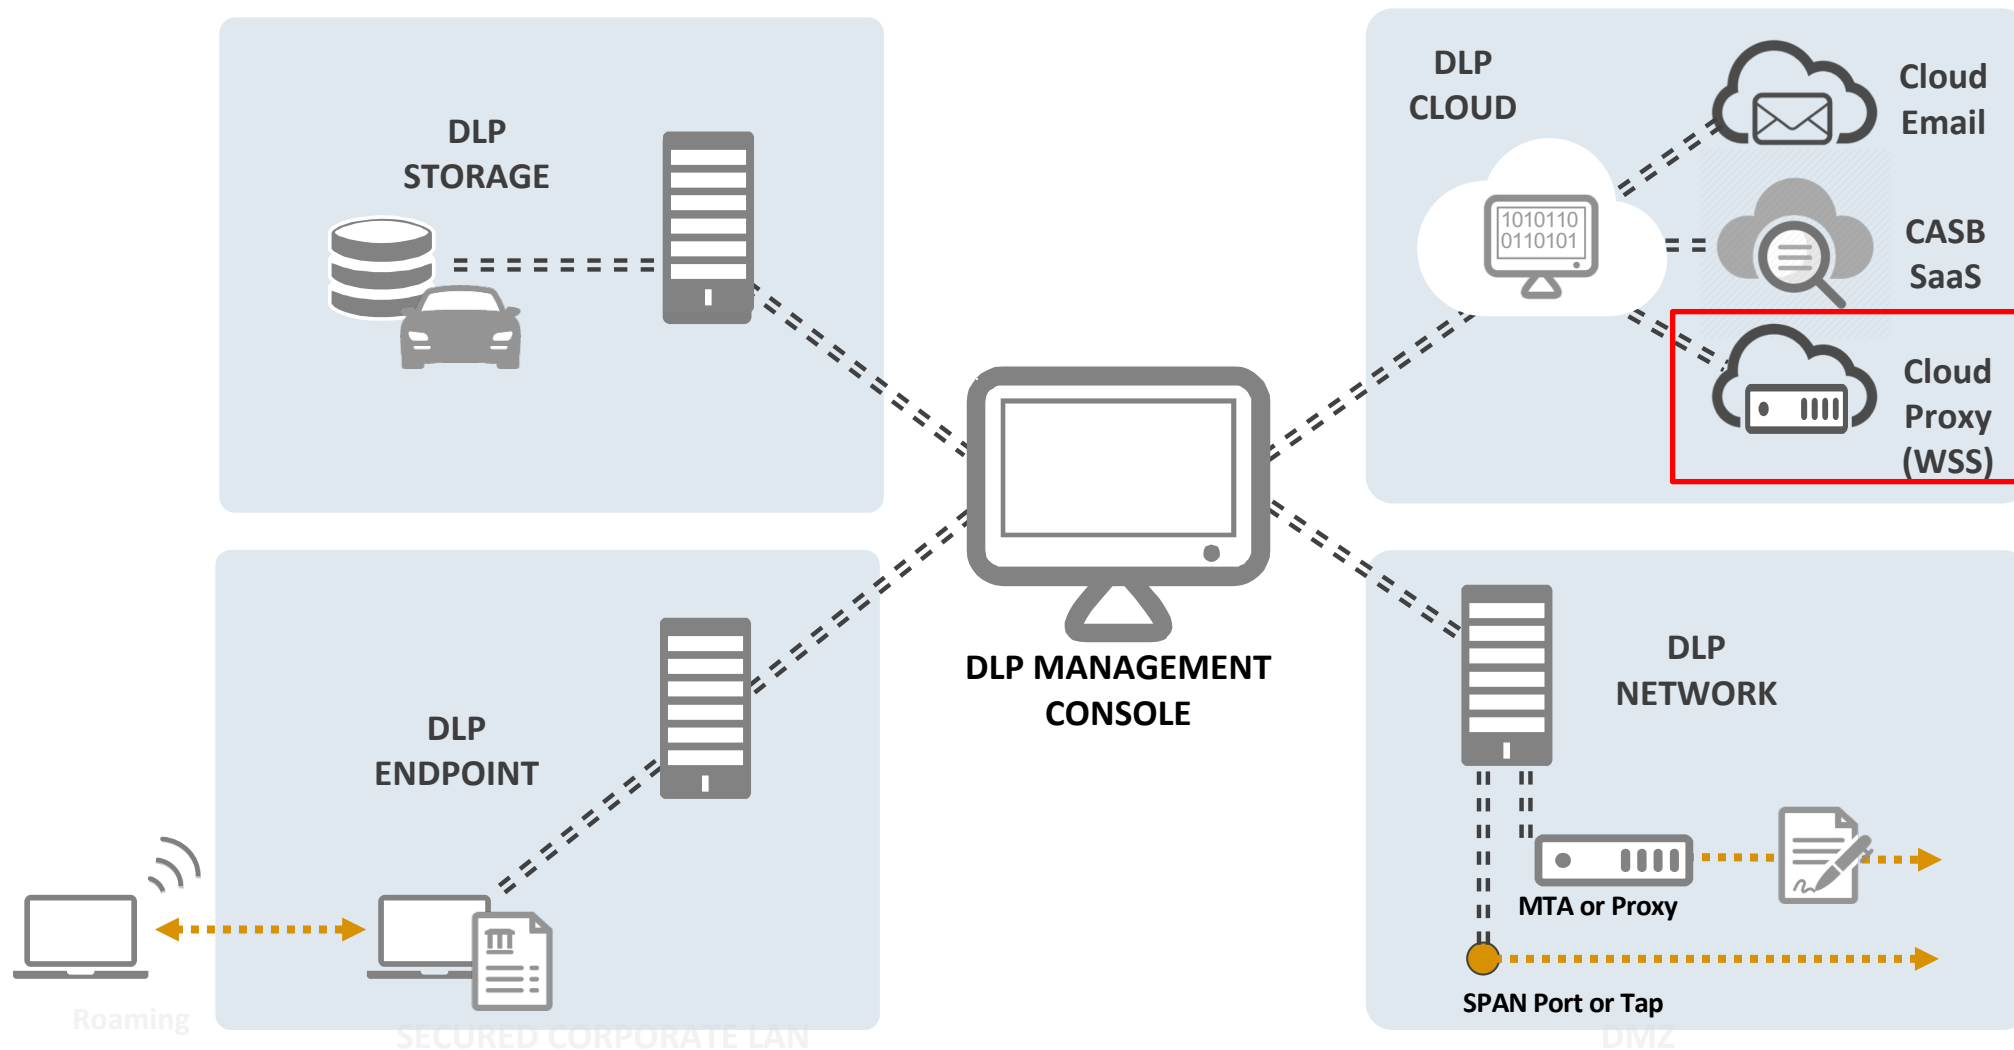 DLP
STORAGE
DLP
CLOUD
Cloud
Email
1010110
0110101
CASB
SaaS
Cloud
Proxy
(WSS)
DLP MANAGEMENT
CONSOLE
DLP
ENDPOINT
DLP
NETWORK
MTA or Proxy
SPAN Port or Tap
Roaming
SECURED CORPORATE LAN
DMZ